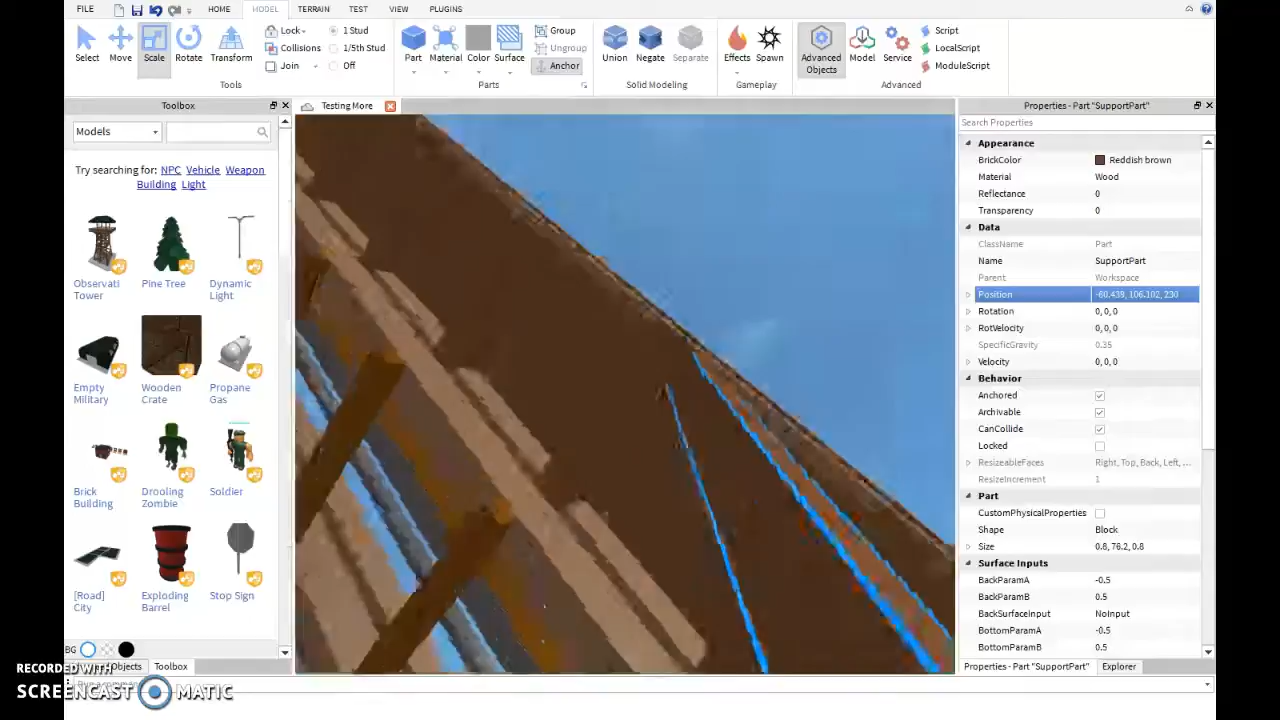 FILE HOME MODEL TERRAIN TEST VIEW PLUGINS
Select Move Scale Rotate Transform
Lock
Collisions
Join
1 Stud
1/5th Stud
Off
Tools
Part Material Color Surface
Group
Ungroup
Anchor
Parts
Union Negate Separate
Solid Modeling
Effects Spawn
Gameplay
Advanced
Objects
Model Service
Script
LocalScript
ModuleScript
Advanced
Toolbox
Models
Try searching for: NPC Vehicle Weapon
Building Light
Observati
Tower
Pine Tree
Dynamic
Light
Empty
Military
Wooden
Crate
Propane
Gas
Brick
Building
Drooling
Zombie
Soldier
[Road]
City
Exploding
Barrel
Stop Sign
BG
Objects Toolbox
Testing More
Properties - Part "SupportPart"
Search Properties
Appearance
BrickColor Reddish brown
Material Wood
Reflectance 0
Transparency 0
Data
ClassName Part
Name SupportPart
Parent Workspace
Position -60.439, 106.102, 230
Rotation 0, 0, 0
RotVelocity 0, 0, 0
SpecificGravity 0.35
Velocity 0, 0, 0
Behavior
Anchored
Archivable
CanCollide
Locked
ResizeableFaces Right, Top, Back, Left, ...
ResizeIncrement 1
Part
CustomPhysicalProperties
Shape Block
Size 0.8, 76.2, 0.8
Surface Inputs
BackParamA -0.5
BackParamB 0.5
BackSurfaceInput NoInput
BottomParamA -0.5
BottomParamB 0.5
Properties - Part "SupportPart" Explorer
RECORDED WITH
SCREENCAST MATIC